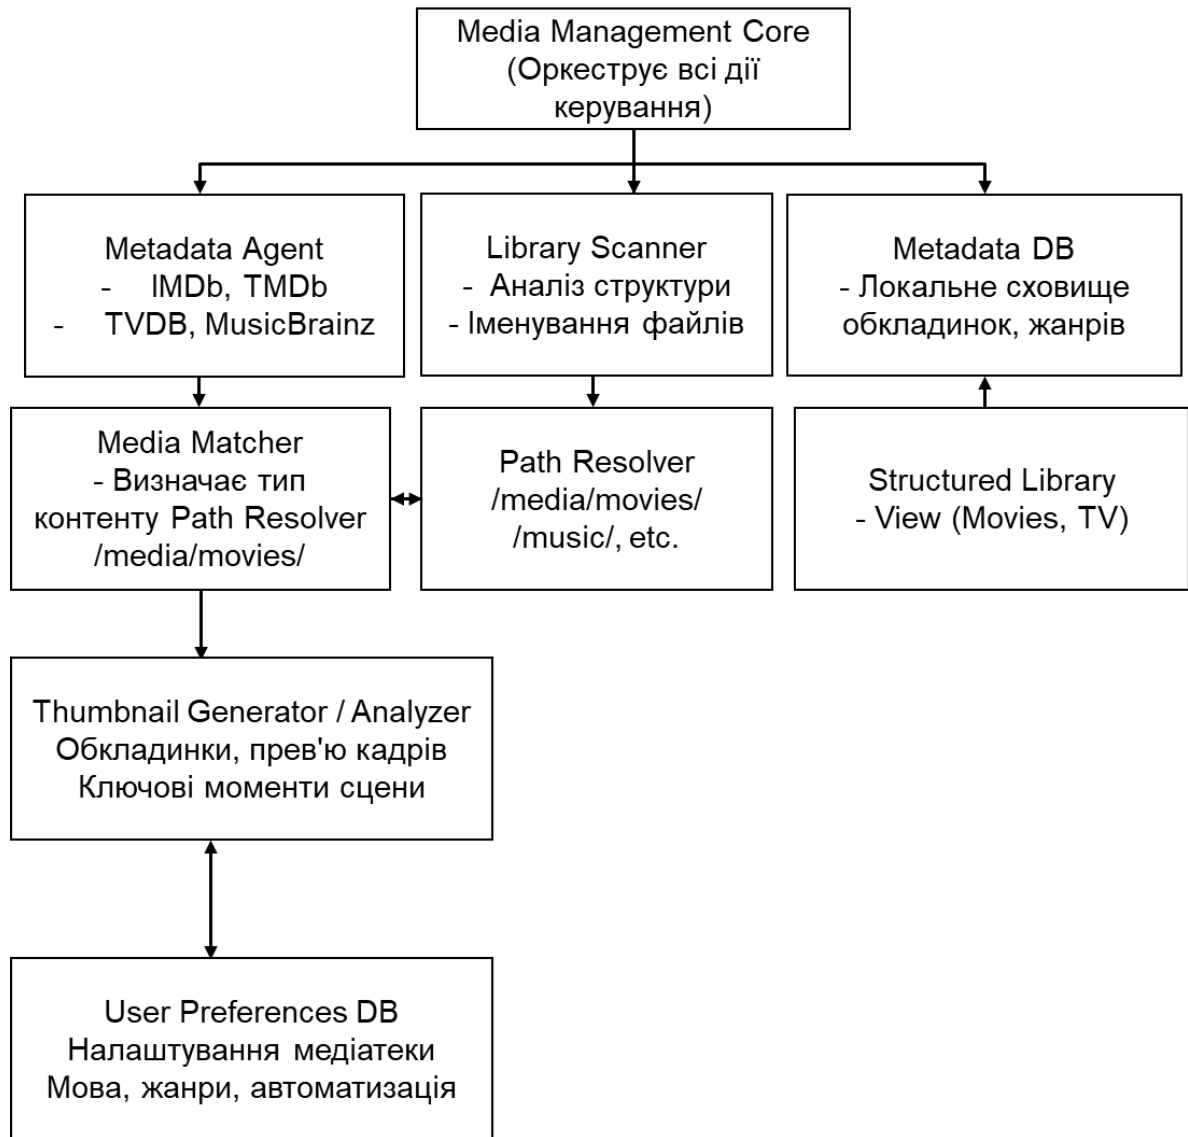 Media Management Core
(Оркеструє всі дії
керування)
Metadata Agent
- IMDb, TMDb
- TVDB, MusicBrainz
Library Scanner
- Аналіз структури
- Іменування файлів
Metadata DB
- Локальне сховище
обкладинок, жанрів
Media Matcher
- Визначає тип
контенту Path Resolver
/media/movies/
Path Resolver
/media/movies/
/music/, etc.
Structured Library
- View (Movies, TV)
Thumbnail Generator / Analyzer
Обкладинки, прев'ю кадрів
Ключові моменти сцени
User Preferences DB
Налаштування медіатеки
Мова, жанри, автоматизація